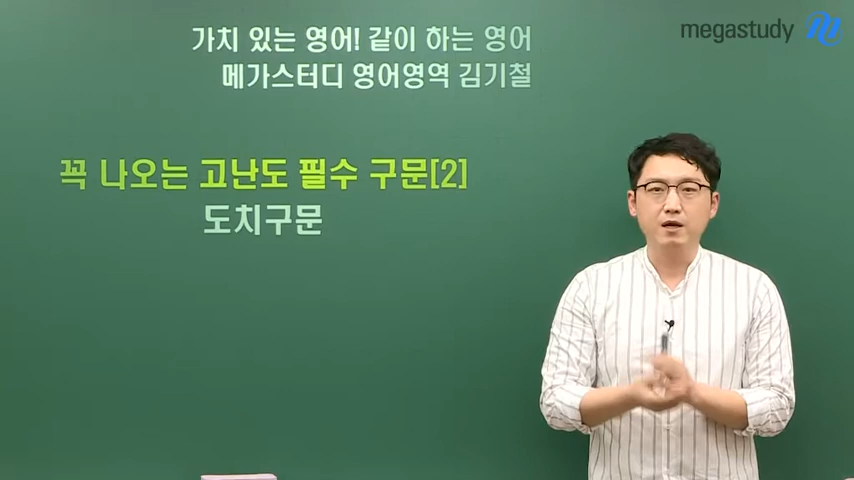 가치 있는 영어! 같이 하는 영어
메가스터디 영어영역 김기철
megastudy
꼭 나오는 고난도 필수 구문[2]
도치구문